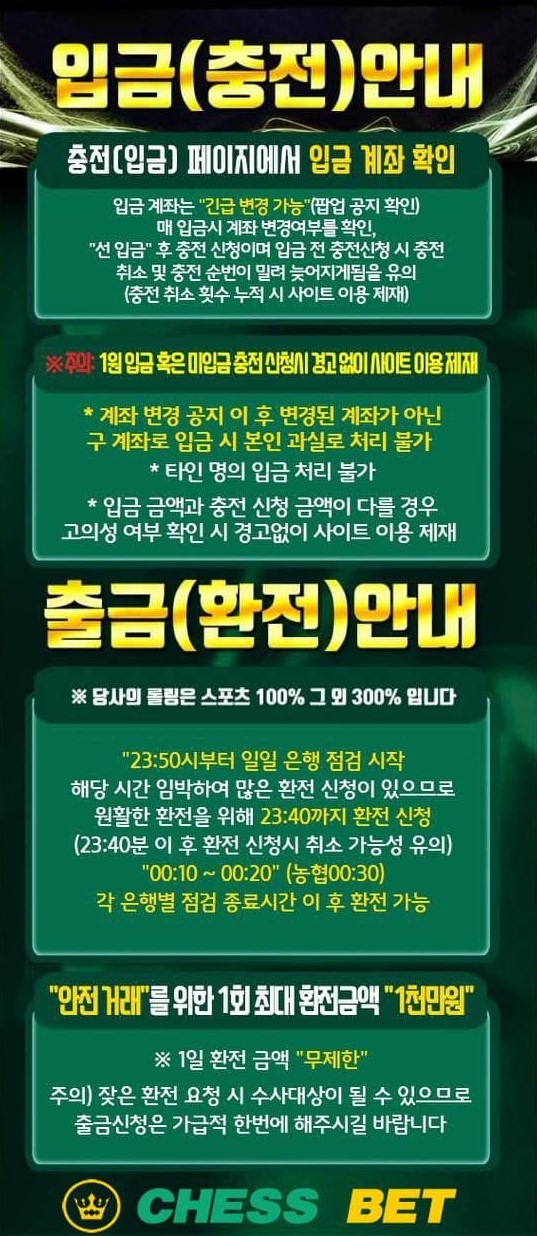 입금(충전)안내
충전(입금) 페이지에서 입금 계좌 확인
입금 계좌는 "긴급 변경 가능"(팝업 공지 확인)
매 입금시 계좌 변경여부를 확인,
"선 입금" 후 충전 신청이며 입금 전 충전신청 시 충전
취소 및 충전 순번이 밀려 늦어지게됨을 유의
(충전 취소 횟수 누적 시 사이트 이용 제재)
※주의: 1원 입금 혹은 미입금 충전 신청시 경고 없이 사이트 이용 제재
* 계좌 변경 공지 이 후 변경된 계좌가 아닌
구 계좌로 입금 시 본인 과실로 처리 불가
* 타인 명의 입금 처리 불가
* 입금 금액과 충전 신청 금액이 다를 경우
고의성 여부 확인 시 경고없이 사이트 이용 제재
출금(환전)안내
※ 당사의 롤링은 스포츠 100% 그 외 300% 입니다
"23:50시부터 일일 은행 점검 시작
해당 시간 임박하여 많은 환전 신청이 있으므로
원활한 환전을 위해 23:40까지 환전 신청
(23:40분 이 후 환전 신청시 취소 가능성 유의)
"00:10 ~ 00:20" (농협00:30)
각 은행별 점검 종료시간 이 후 환전 가능
"안전 거래"를 위한 1회 최대 환전금액 "1천만원"
※ 1일 환전 금액 "무제한"
주의) 잦은 환전 요청 시 수사대상이 될 수 있으므로
출금신청은 가급적 한번에 해주시길 바랍니다
CHESS BET